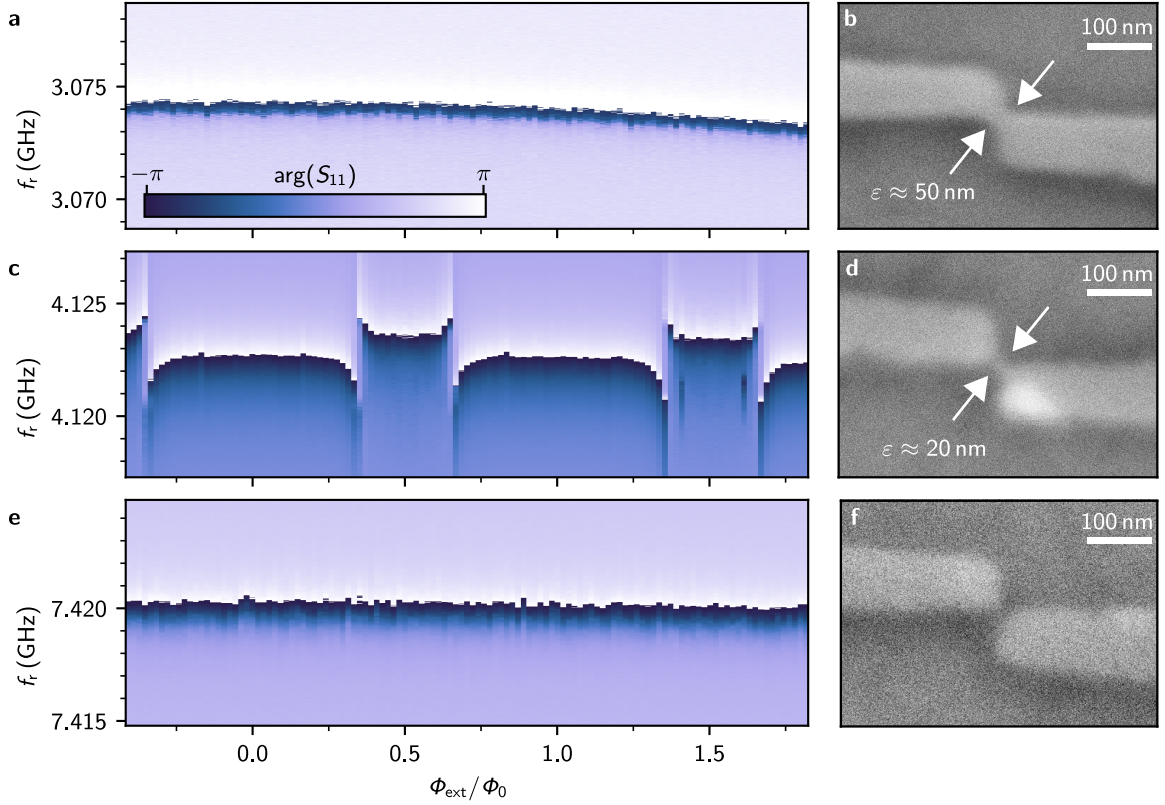 a
f_r (GHz)
3.075
3.070
−π
arg(S_11)
π
b
100 nm
ε ≈ 50 nm
c
f_r (GHz)
4.125
4.120
d
100 nm
ε ≈ 20 nm
e
f_r (GHz)
7.420
7.415
0.0
0.5
1.0
1.5
Φ_ext/Φ_0
f
100 nm